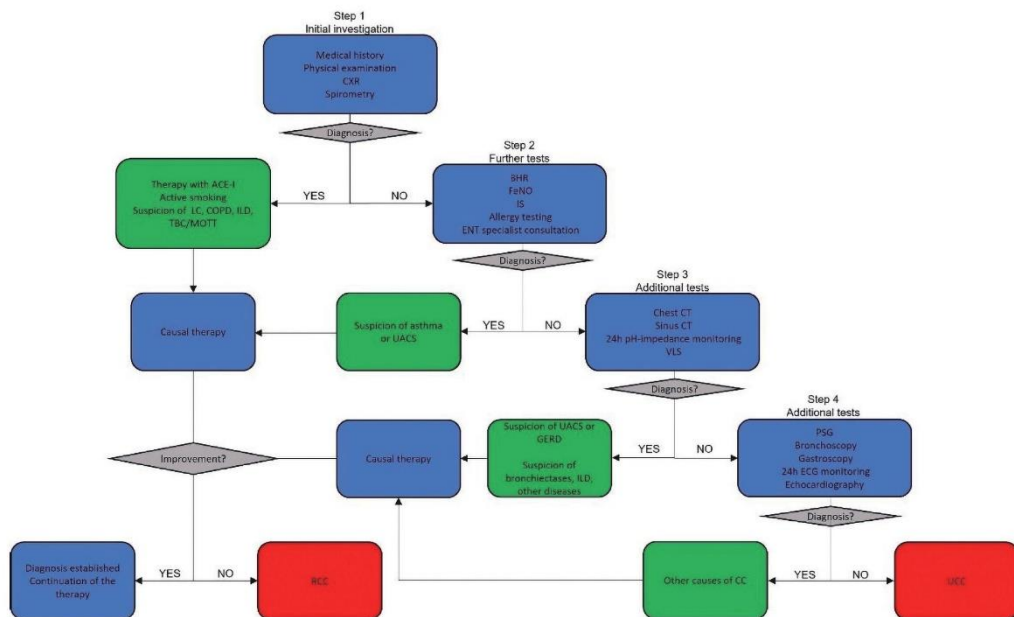 Step 1
Initial investigation
Medical history
Physical examination
CXR
Spirometry
Diagnosis?
YES
NO
Therapy with ACE-I
Active smoking
Suspicion of LC, COPD, ILD,
TBC/MOTT
Step 2
Further tests
BHR
FeNO
IS
Allergy testing
ENT specialist consultation
Diagnosis?
YES
NO
Causal therapy
Suspicion of asthma
or UACS
Step 3
Additional tests
Chest CT
Sinus CT
24h pH-impedance monitoring
VLS
Diagnosis?
YES
NO
Improvement?
Causal therapy
Suspicion of UACS or
GERD
Suspicion of
bronchiectases, ILD,
other diseases
Step 4
Additional tests
PSG
Bronchoscopy
Gastroscopy
24h ECG monitoring
Echocardiography
Diagnosis?
Diagnosis established
Continuation of the
therapy
YES
NO
RCC
Other causes of CC
YES
NO
UCC